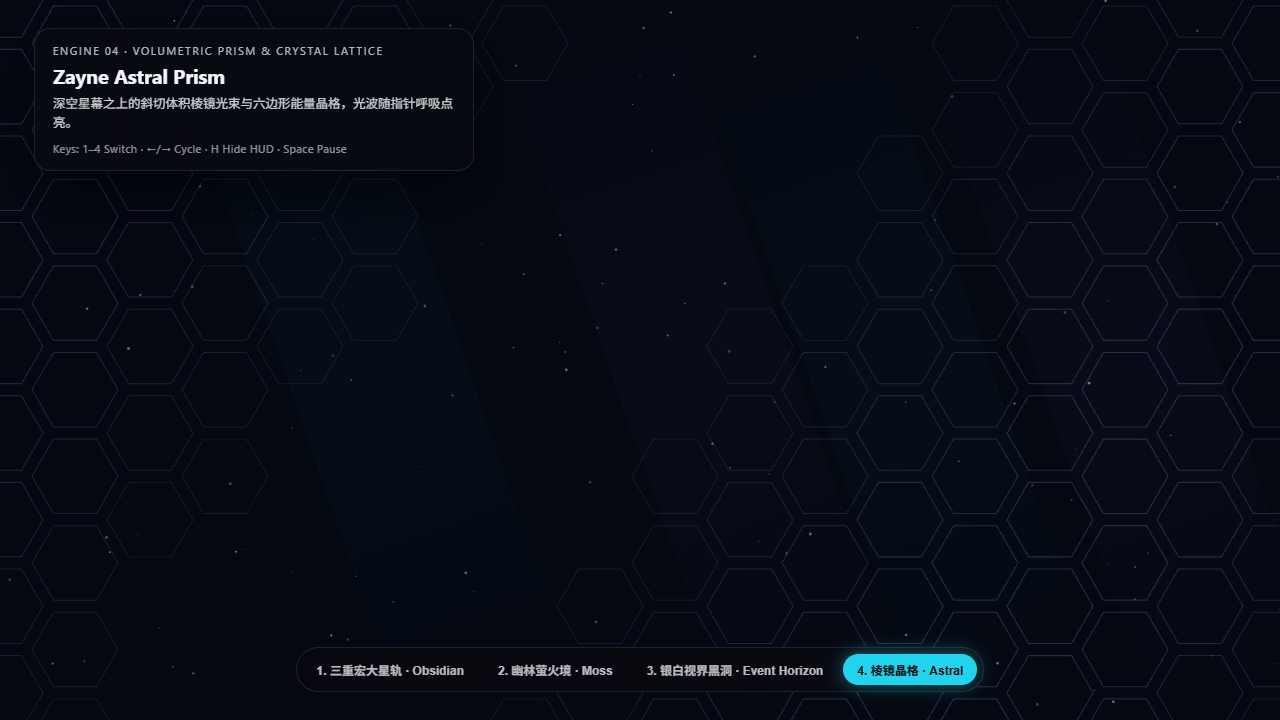 ENGINE 04 · VOLUMETRIC PRISM & CRYSTAL LATTICE
Zayne Astral Prism
深空星幕之上的斜切体积棱镜光束与六边形能量晶格，光波随指针呼吸点
亮。
Keys: 1–4 Switch · ←/→ Cycle · H Hide HUD · Space Pause
1. 三重宏大星轨 · Obsidian
2. 幽林萤火境 · Moss
3. 银白视界黑洞 · Event Horizon
4. 棱镜晶格 · Astral